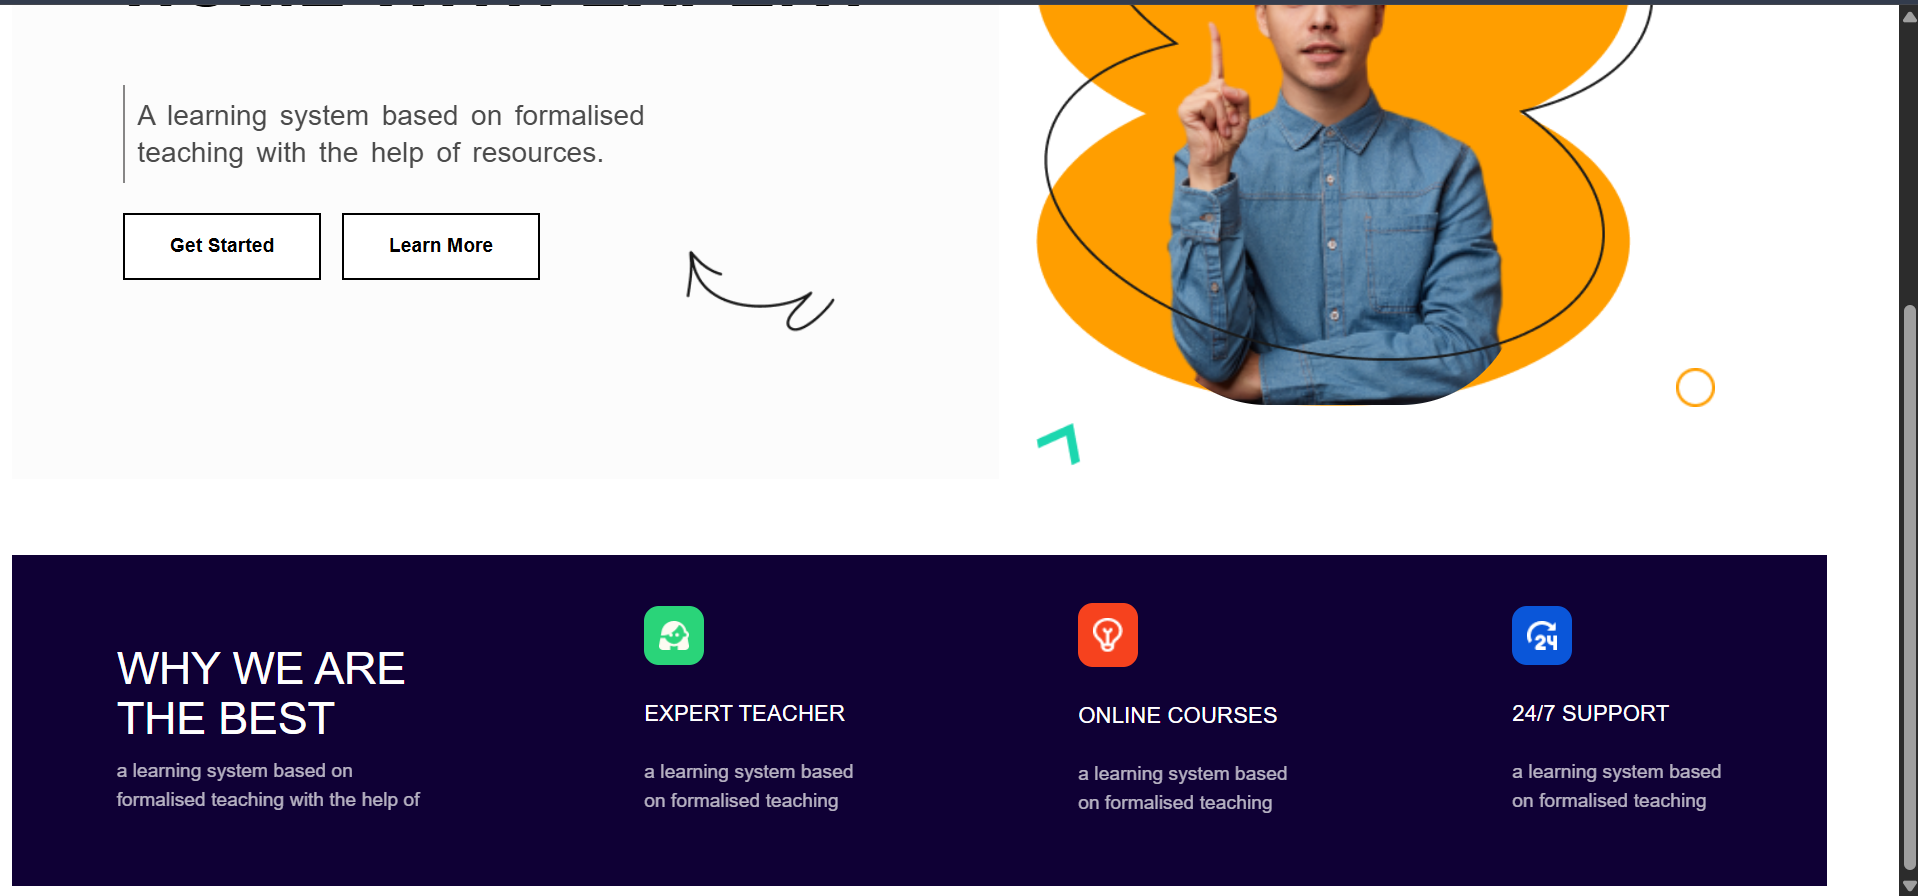 A learning system based on formalised
teaching with the help of resources.
Get Started
Learn More
WHY WE ARE
THE BEST
a learning system based on
formalised teaching with the help of
EXPERT TEACHER
a learning system based
on formalised teaching
ONLINE COURSES
a learning system based
on formalised teaching
24
24/7 SUPPORT
a learning system based
on formalised teaching